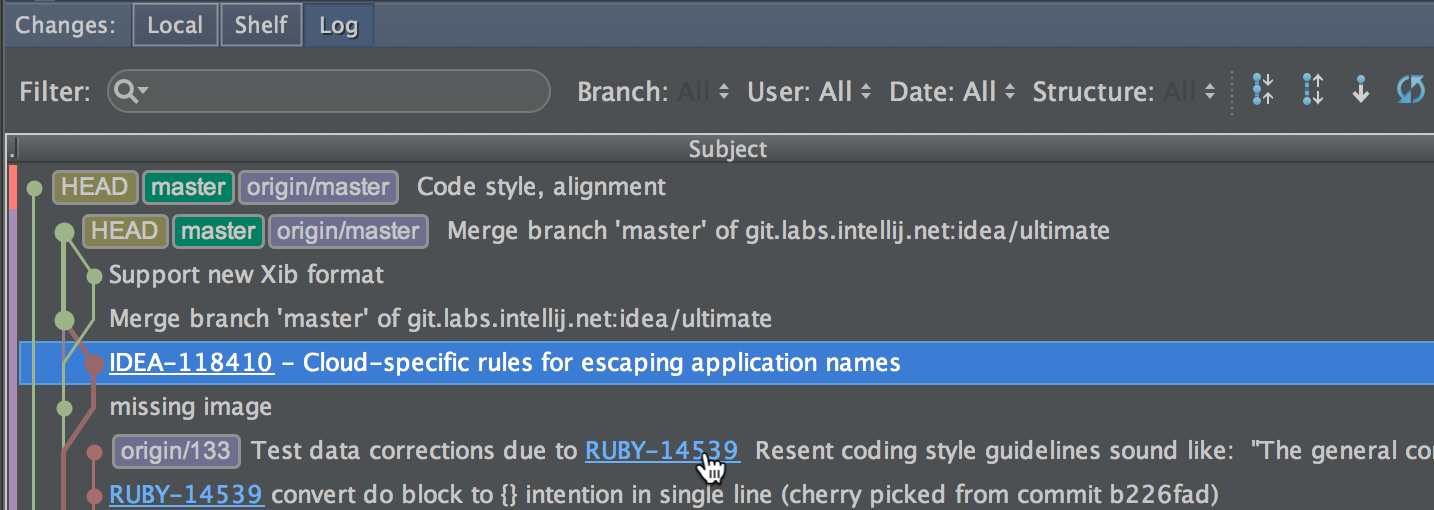 Changes: Local Shelf Log
Filter: Branch: All User: All Date: All Structure: All
. Subject
HEAD master origin/master Code style, alignment
HEAD master origin/master Merge branch 'master' of git.labs.intellij.net:idea/ultimate
Support new Xib format
Merge branch 'master' of git.labs.intellij.net:idea/ultimate
IDEA-118410 – Cloud-specific rules for escaping application names
missing image
origin/133 Test data corrections due to RUBY-14539 Resent coding style guidelines sound like: "The general co
RUBY-14539 convert do block to {} intention in single line (cherry picked from commit b226fad)